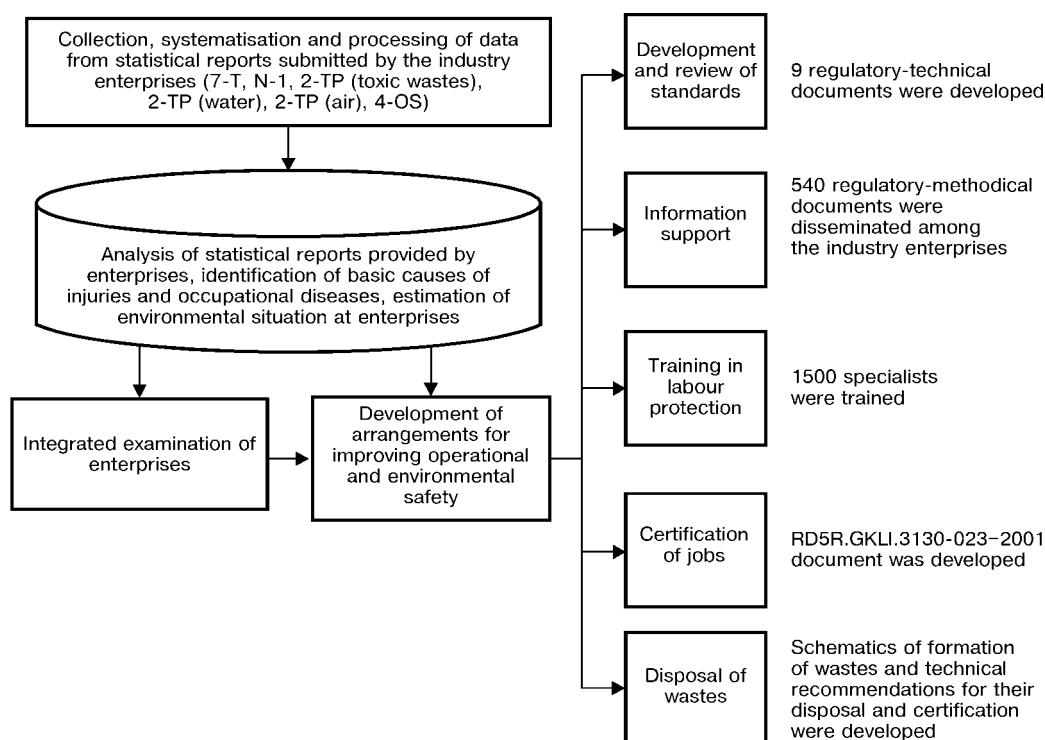 Collection, systematisation and processing of data
from statistical reports submitted by the industry
enterprises (7-T, N-1, 2-TP (toxic wastes),
2-TP (water), 2-TP (air), 4-OS)
Analysis of statistical reports provided by
enterprises, identification of basic causes of
injuries and occupational diseases, estimation of
environmental situation at enterprises
Integrated examination of
enterprises
Development of
arrangements for
improving operational
and environmental
safety
Development
and review of
standards
9 regulatory-technical
documents were developed
Information
support
540 regulatory-methodical
documents were
disseminated among
the industry enterprises
Training in
labour
protection
1500 specialists
were trained
Certification
of jobs
RD5R.GKLI.3130-023–2001
document was developed
Disposal of
wastes
Schematics of formation
of wastes and technical
recommendations for their
disposal and certification
were developed